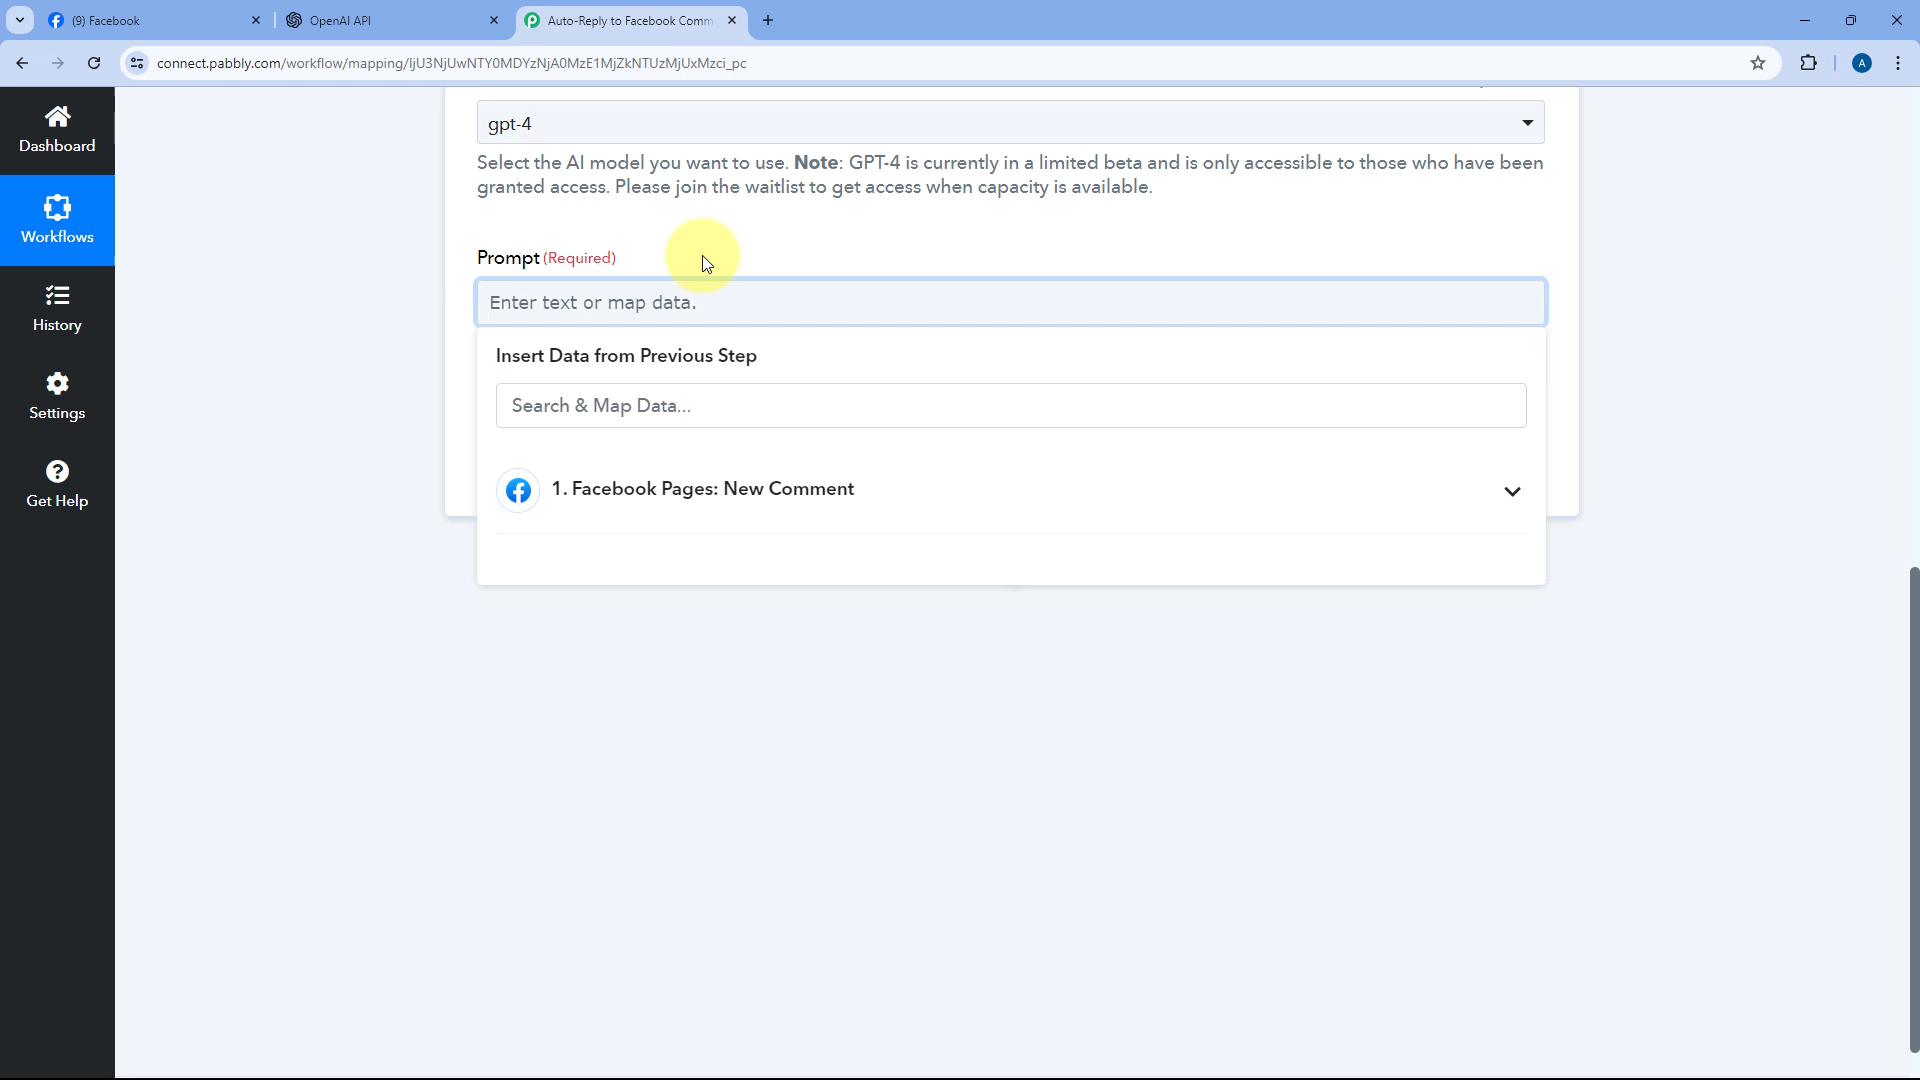 (9) Facebook
OpenAI API
Auto-Reply to Facebook Comm
connect.pabbly.com/workflow/mapping/IjU3NjUwNTY0MDYzNjA0MzE1MjZkNTUzMjUxMzci_pc
A
Dashboard
Workflows
History
Settings
Get Help
gpt-4
Select the AI model you want to use. Note: GPT-4 is currently in a limited beta and is only accessible to those who have been
granted access. Please join the waitlist to get access when capacity is available.
Prompt (Required)
Enter text or map data.
Insert Data from Previous Step
Search & Map Data...
1. Facebook Pages: New Comment